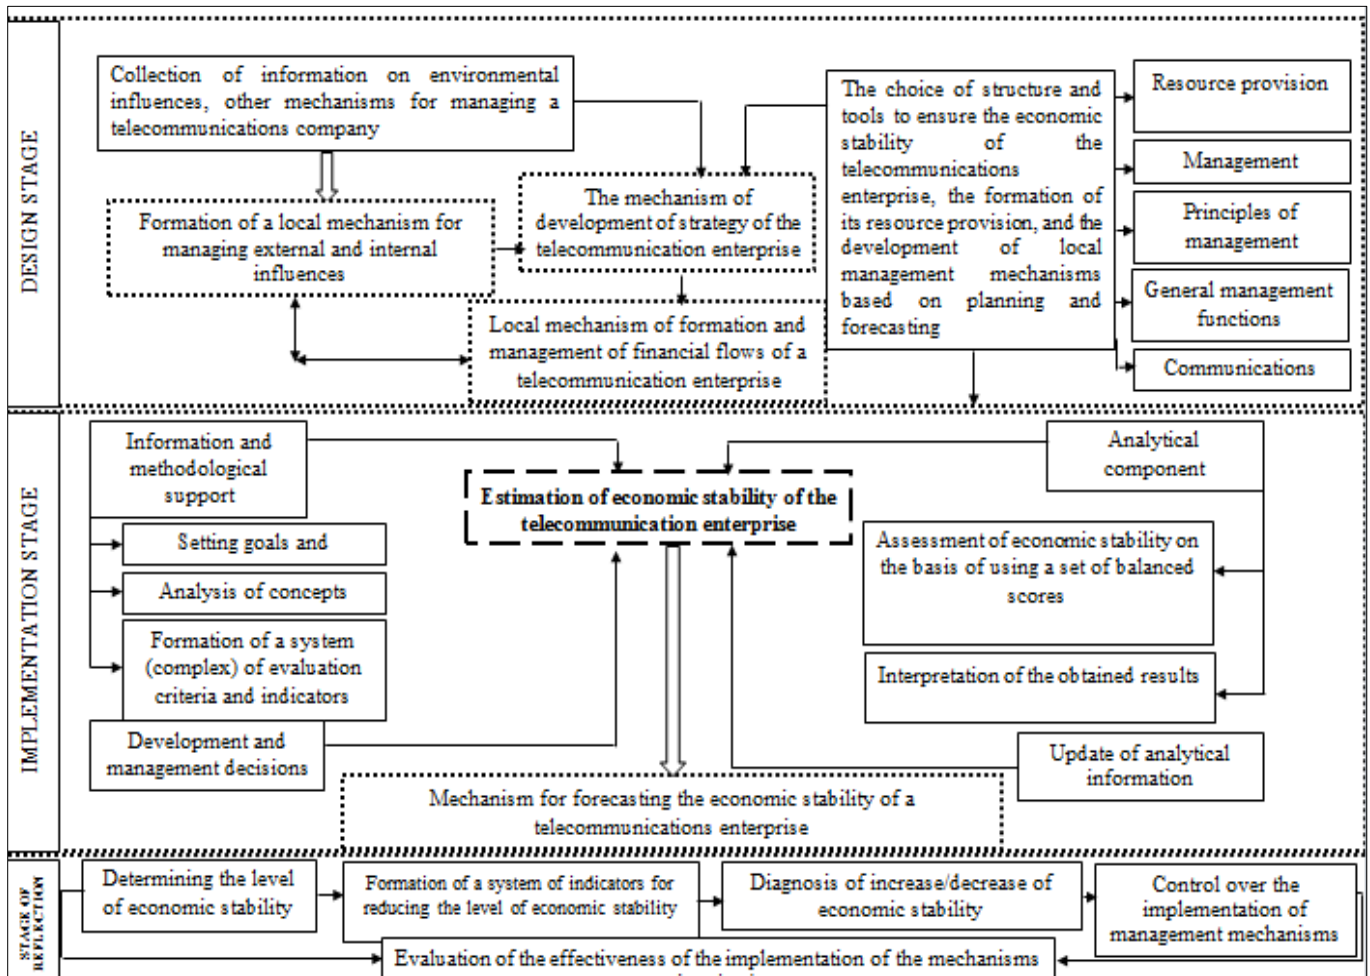 DESIGN STAGE
Collection of information on environmental
influences, other mechanisms for managing a
telecommunications company
Formation of a local mechanism for
managing external and internal
influences
The mechanism of
development of strategy of the
telecommunication enterprise
Local mechanism of formation and
management of financial flows of a
telecommunication enterprise
The choice of structure and
tools to ensure the economic
stability of the
telecommunications
enterprise, the formation of
its resource provision, and the
development of local
management mechanisms
based on planning and
forecasting
Resource provision
Management
Principles of
management
General management
functions
Communications
IMPLEMENTATION STAGE
Information and
methodological
support
Setting goals and
Analysis of concepts
Formation of a system
(complex) of evaluation
criteria and indicators
Development and
management decisions
Estimation of economic stability of the
telecommunication enterprise
Analytical
component
Assessment of economic stability on
the basis of using a set of balanced
scores
Interpretation of the obtained results
Update of analytical
information
Mechanism for forecasting the economic stability of a
telecommunications enterprise
STAGE OF
REFLECTION
Determining the level
of economic stability
Formation of a system of indicators for
reducing the level of economic stability
Diagnosis of increase/decrease of
economic stability
Control over the
implementation of
management mechanisms
Evaluation of the effectiveness of the implementation of the mechanisms